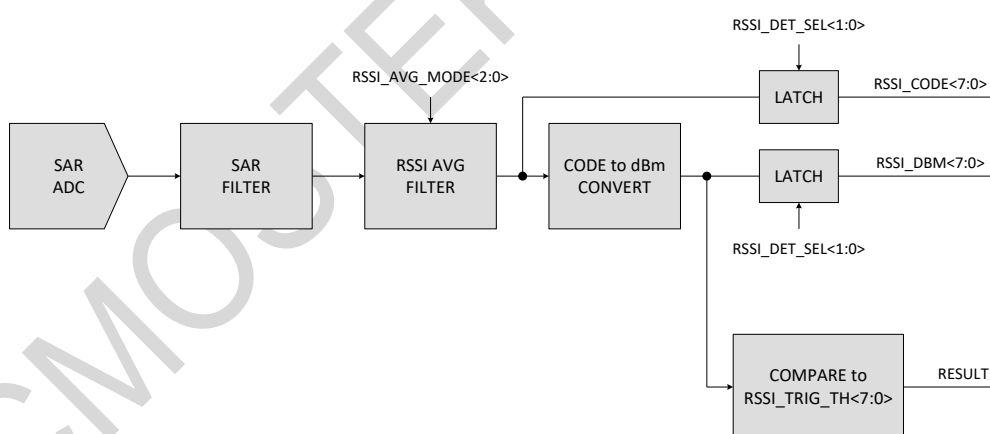 RSSI_DET_SEL<1:0>
RSSI_AVG_MODE<2:0>
LATCH
RSSI_CODE<7:0>
SAR
ADC
SAR
FILTER
RSSI AVG
FILTER
CODE to dBm
CONVERT
LATCH
RSSI_DBM<7:0>
RSSI_DET_SEL<1:0>
COMPARE to
RSSI_TRIG_TH<7:0>
RESULT